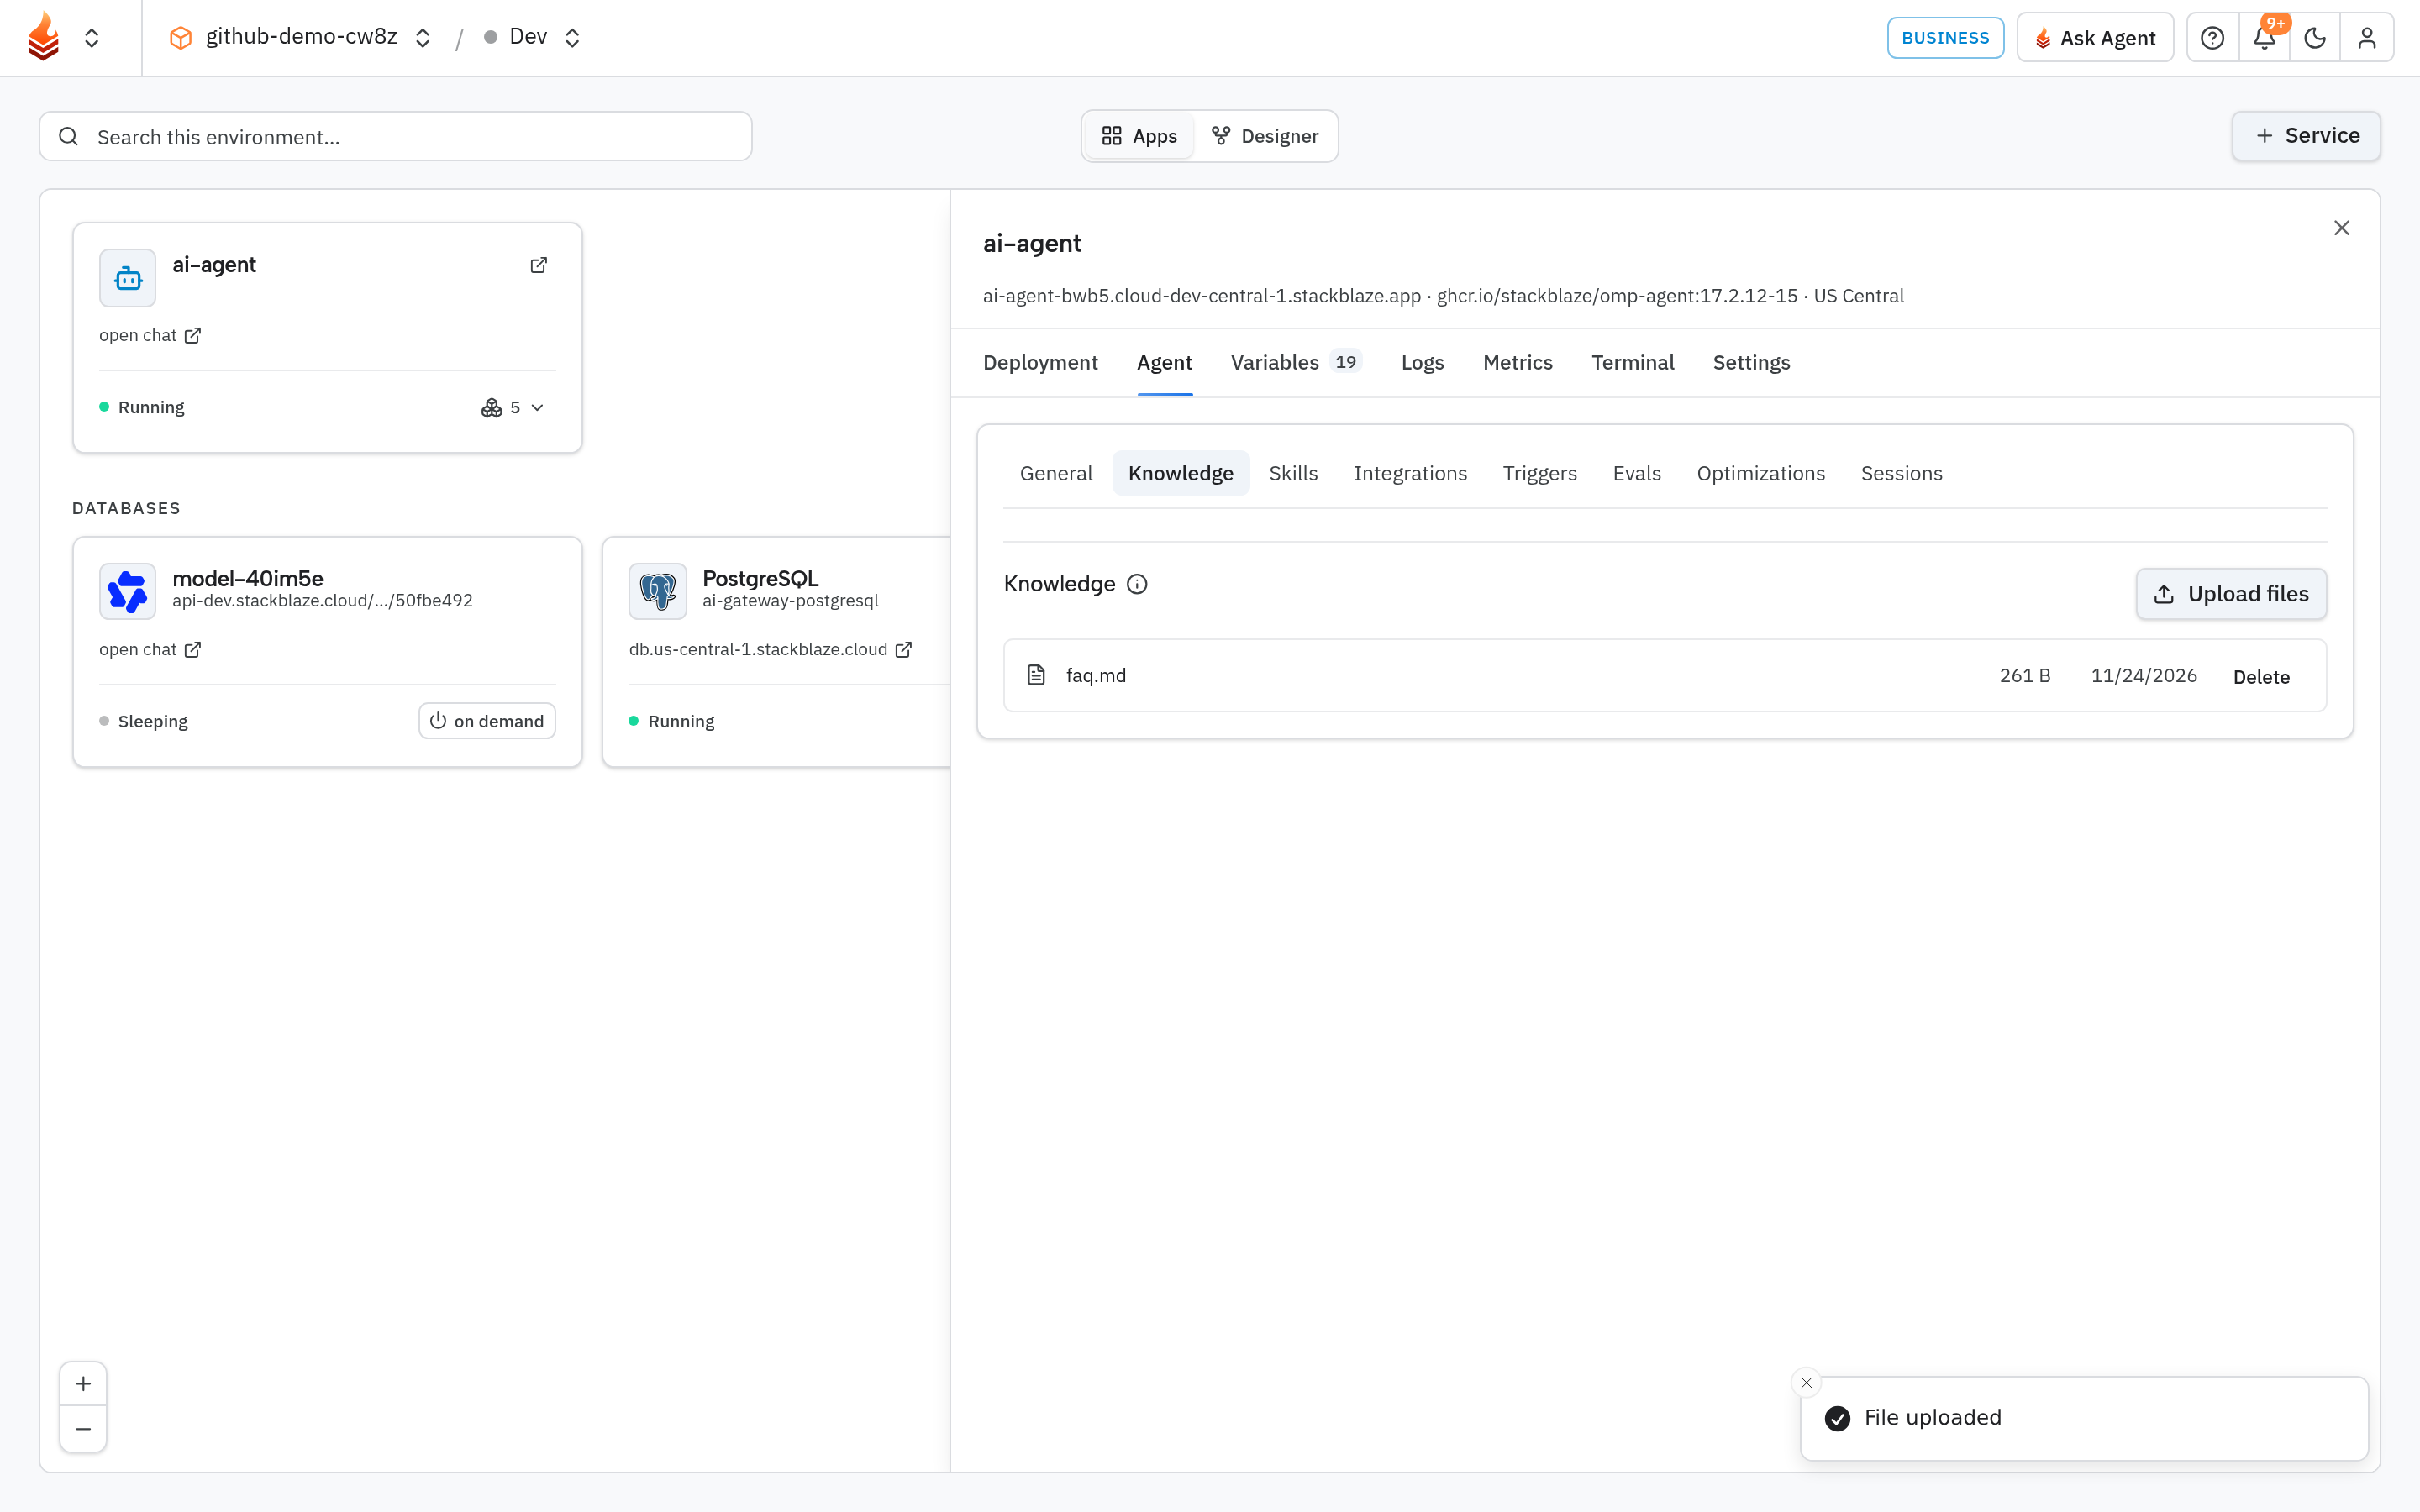 github-demo-cw8z / Dev
BUSINESS
Ask Agent
9+
Search this environment...
Apps
Designer
+ Service
ai-agent
open chat
Running
5
DATABASES
model-40im5e
api-dev.stackblaze.cloud/.../50fbe492
open chat
Sleeping
on demand
PostgreSQL
ai-gateway-postgresql
db.us-central-1.stackblaze.cloud
Running
ai-agent
ai-agent-bwb5.cloud-dev-central-1.stackblaze.app · ghcr.io/stackblaze/omp-agent:17.2.12-15 · US Central
Deployment Agent Variables 19 Logs Metrics Terminal Settings
General Knowledge Skills Integrations Triggers Evals Optimizations Sessions
Knowledge
Upload files
faq.md 261 B 11/24/2026 Delete
File uploaded